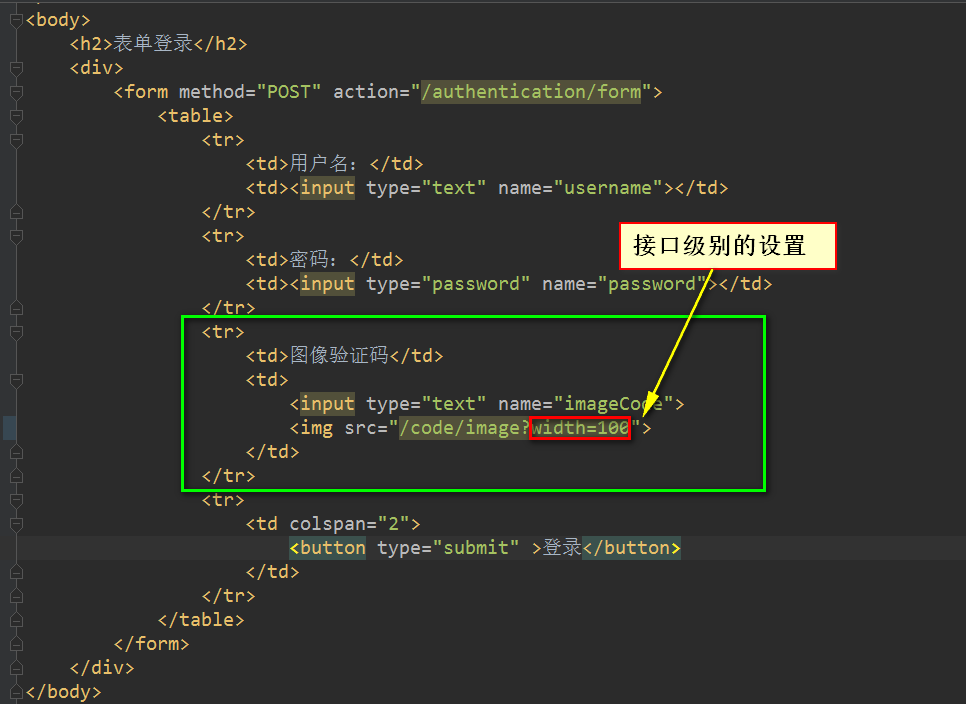 <body>
<h2>表单登录</h2>
<div>
<form method="POST" action="/authentication/form">
<table>
<tr>
<td>用户名：</td>
<td><input type="text" name="username"></td>
</tr>
<tr>
接口级别的设置
<td>密码：</td>
<td><input type="password" name="password"></td>
</tr>
<tr>
<td>图像验证码</td>
<td>
<input type="text" name="imageCode">
<img src="/code/image?width=100">
</td>
</tr>
<tr>
<td colspan="2">
<button type="submit" >登录</button>
</td>
</tr>
</table>
</form>
</div>
</body>